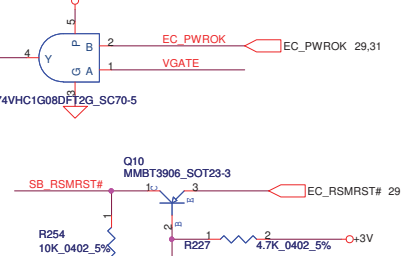 5
P
EC_PWROK
2
B
EC_PWROK 29,31
4
Y
VGATE
1
G A
3
74VHC1G08DFT2G_SC70-5
Q10
MMBT3906_SOT23-3
SB_RSMRST#
1
C
E
3
EC_RSMRST# 29
B
2
1
R254
10K_0402_5%
R227
1
2
4.7K_0402_5%
+3V